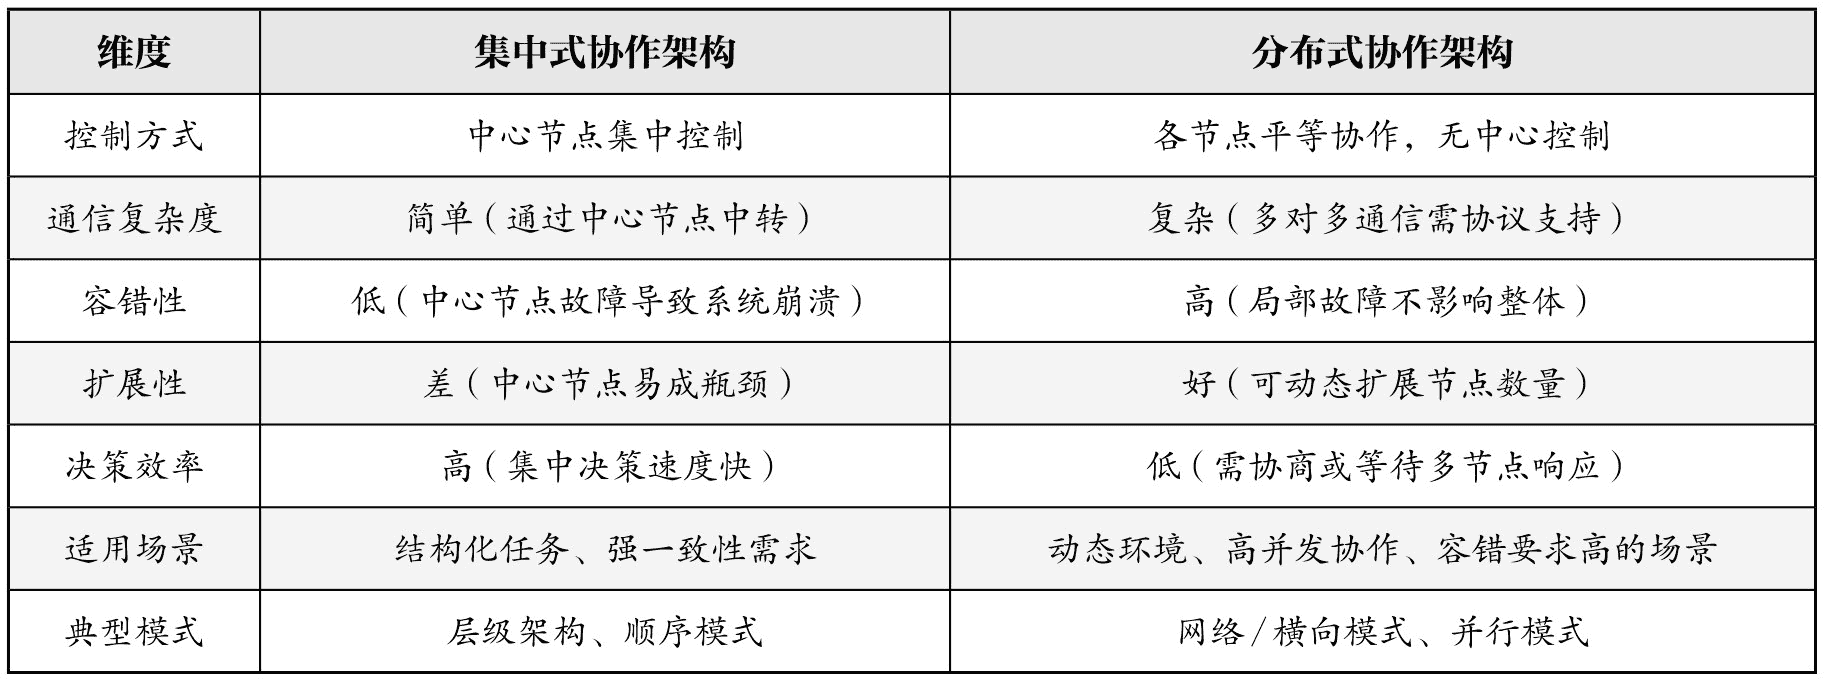 维度 集中式协作架构 分布式协作架构
控制方式 中心节点集中控制 各节点平等协作，无中心控制
通信复杂度 简单（通过中心节点中转） 复杂（多对多通信需协议支持）
容错性 低（中心节点故障导致系统崩溃） 高（局部故障不影响整体）
扩展性 差（中心节点易成瓶颈） 好（可动态扩展节点数量）
决策效率 高（集中决策速度快） 低（需协商或等待多节点响应）
适用场景 结构化任务、强一致性需求 动态环境、高并发协作、容错要求高的场景
典型模式 层级架构、顺序模式 网络/横向模式、并行模式